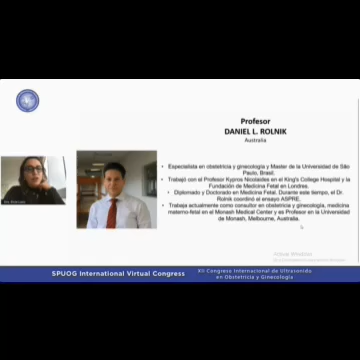 Profesor
DANIEL L. ROLNIK
Australia
• Especialista en obstetricia y ginecología y Master de la Universidad de São
Paulo, Brasil.
• Trabajó con el Profesor Kypros Nicolaides en el King's College Hospital y la
Fundación de Medicina Fetal en Londres.
• Diplomado y Doctorado en Medicina Fetal. Durante este tiempo, el Dr.
Rolnik coordinó el ensayo ASPRE.
• Trabaja actualmente como consultor en obstetricia y ginecología, medicina
materno-fetal en el Monash Medical Center y es Profesor en la Universidad
de Monash, Melbourne, Australia.
SPUOG International Virtual Congress
XII Congreso Internacional de Ultrasonido
en Obstetricia y Ginecología